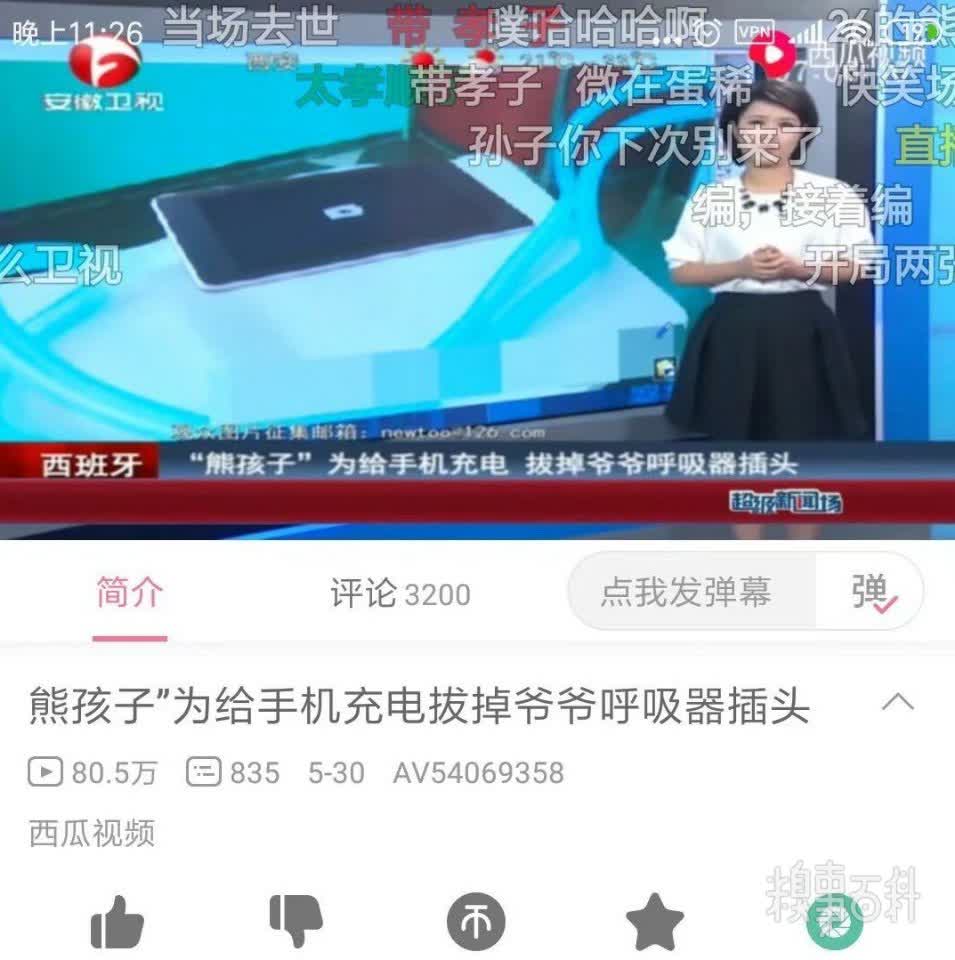 晚上11:26
当场去世
带孝子
噗哈哈哈啊
VPN
26的熊
安徽卫视
西安
西瓜视频
太孝顺
带孝子
微在蛋稀
快笑场
孙子你下次别来了
直播
编，接着编
么卫视
开局两张
观众图片征集邮箱：newtoo@126.com
西班牙
“熊孩子”为给手机充电 拔掉爷爷呼吸器插头
超级新闻场
简介
评论 3200
点我发弹幕
弹
熊孩子”为给手机充电拔掉爷爷呼吸器插头
80.5万
835
5-30
AV54069358
西瓜视频
糗事百科